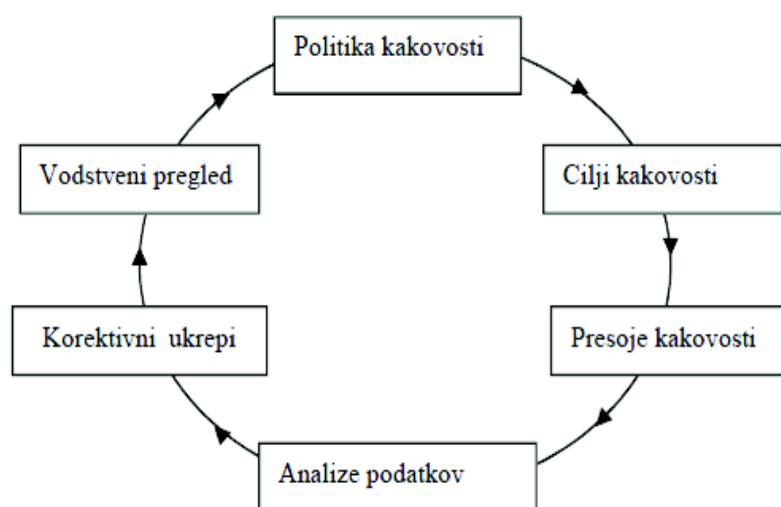 Politika kakovosti
Cilji kakovosti
Presoje kakovosti
Analize podatkov
Korektivni ukrepi
Vodstveni pregled